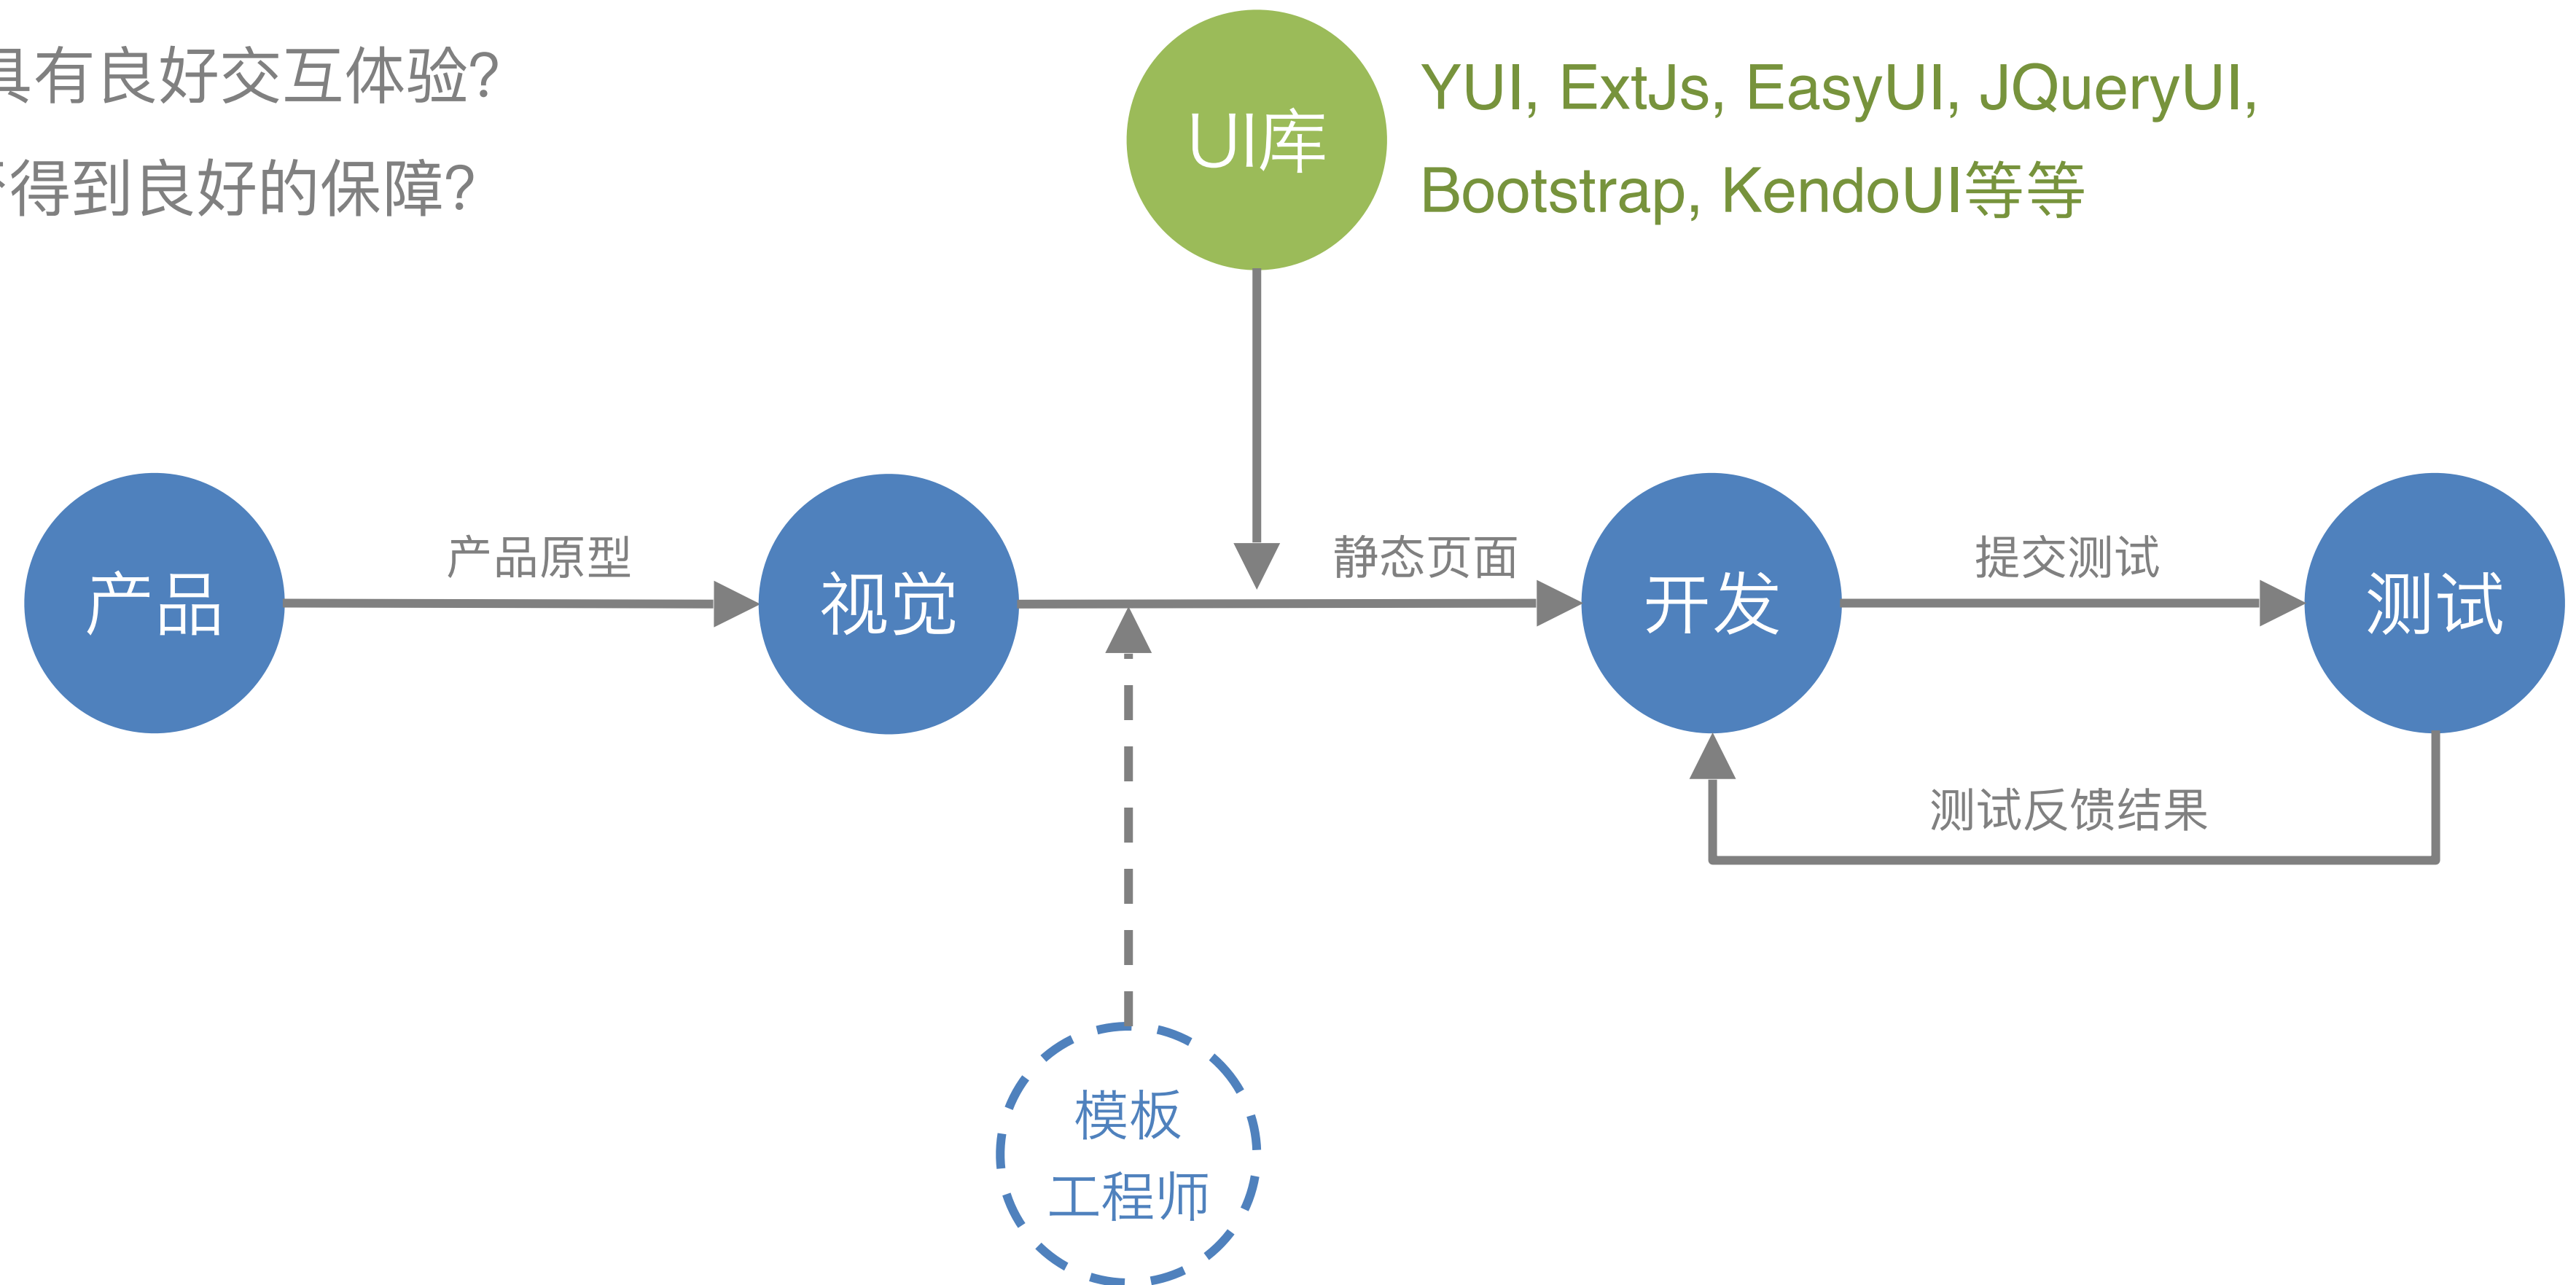 具有良好交互体验?
得到良好的保障?
UI库
YUI, ExtJs, EasyUI, JQueryUI,
Bootstrap, KendoUI等等
产品
产品原型
视觉
静态页面
开发
提交测试
测试
测试反馈结果
模板
工程师